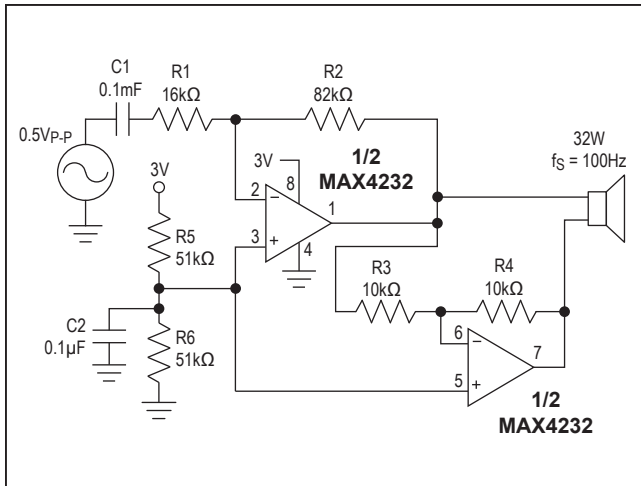 C1
0.1mF
R1
16kΩ
R2
82kΩ
0.5VP-P
3V
R5
51kΩ
C2
0.1µF
R6
51kΩ
3V
8
2
−
3
+
4
1
1/2
MAX4232
32W
fS = 100Hz
R3
10kΩ
R4
10kΩ
6
−
5
+
7
1/2
MAX4232